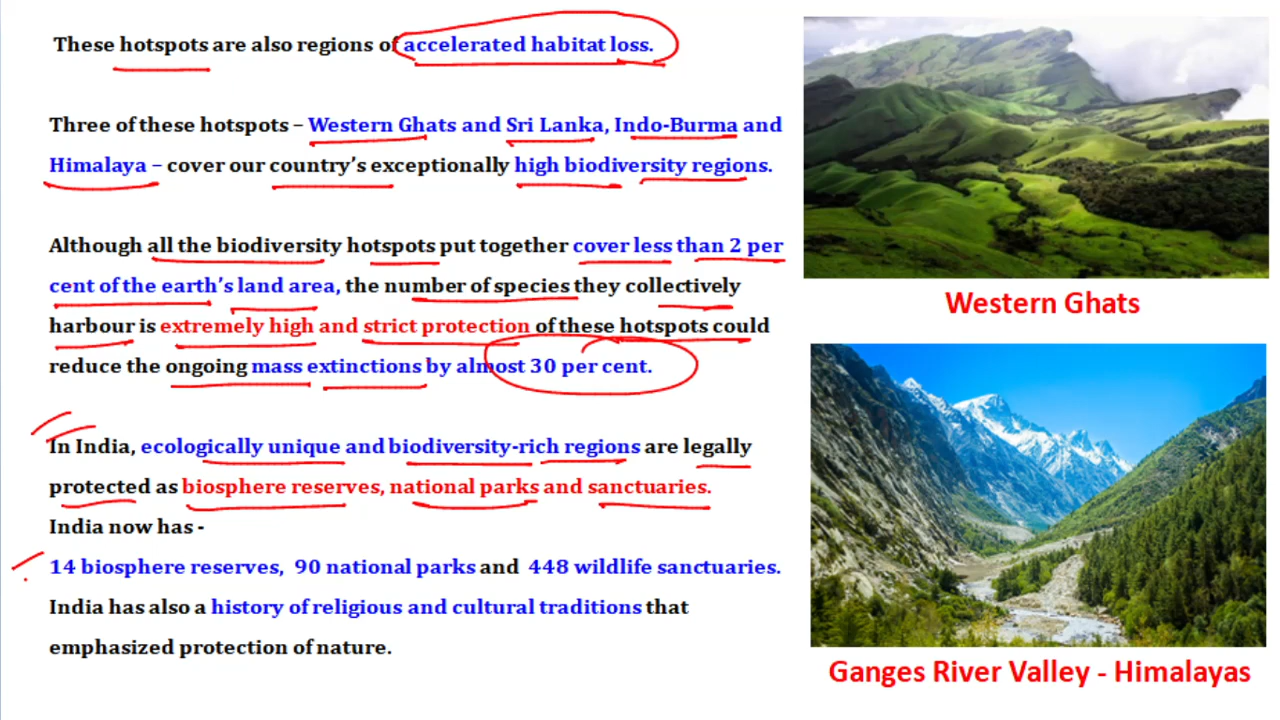 These hotspots are also regions of accelerated habitat loss.
Three of these hotspots – Western Ghats and Sri Lanka, Indo-Burma and
Himalaya – cover our country’s exceptionally high biodiversity regions.
Although all the biodiversity hotspots put together cover less than 2 per
cent of the earth’s land area, the number of species they collectively
harbour is extremely high and strict protection of these hotspots could
reduce the ongoing mass extinctions by almost 30 per cent.
In India, ecologically unique and biodiversity-rich regions are legally
protected as biosphere reserves, national parks and sanctuaries.
India now has -
14 biosphere reserves, 90 national parks and 448 wildlife sanctuaries.
India has also a history of religious and cultural traditions that
emphasized protection of nature.
Western Ghats
Ganges River Valley - Himalayas